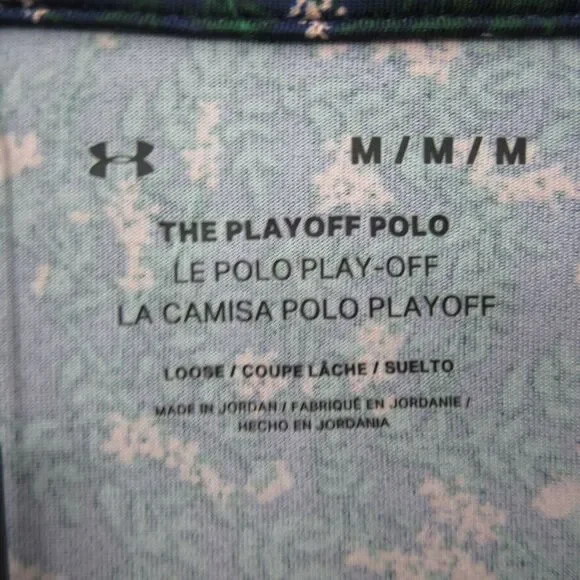 M / M / M
THE PLAYOFF POLO
LE POLO PLAY-OFF
LA CAMISA POLO PLAYOFF
LOOSE / COUPE LÂCHE / SUELTO
MADE IN JORDAN / FABRIQUÉ EN JORDANIE /
HECHO EN JORDANIA